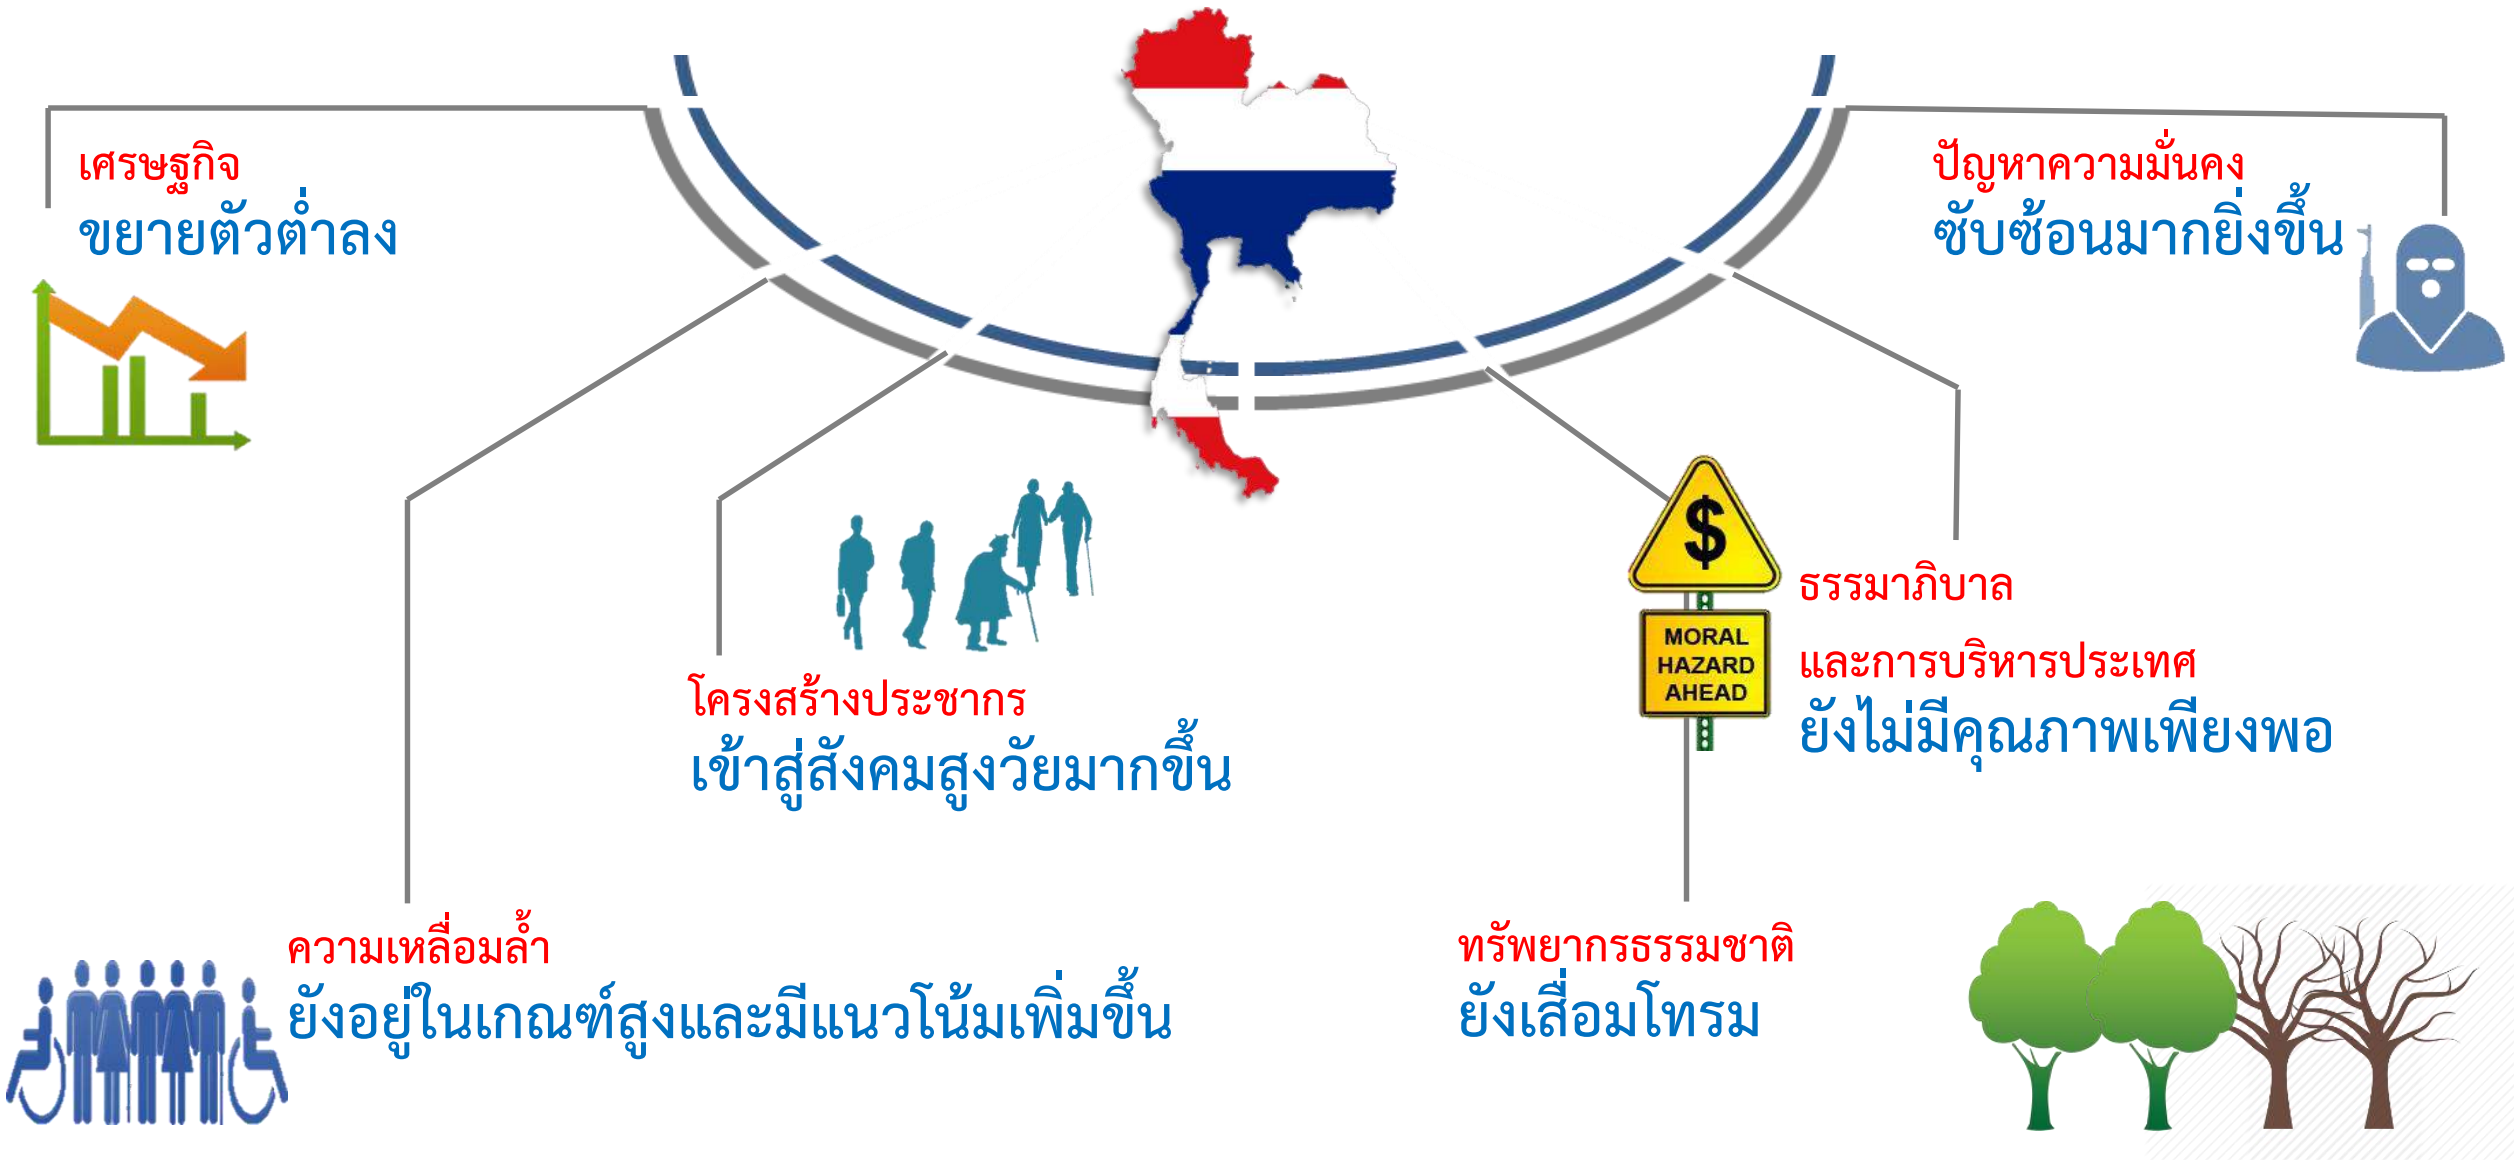 เศรษฐกิจ
ขยายตัวต่ำลง
ปัญหาความมั่นคง
ซับซ้อนมากยิ่งขึ้น
$
MORAL
HAZARD
AHEAD
ธรรมาภิบาล
และการบริหารประเทศ
ยังไม่มีคุณภาพเพียงพอ
โครงสร้างประชากร
เข้าสู่สังคมสูงวัยมากขึ้น
ความเหลื่อมล้ำ
ยังอยู่ในเกณฑ์สูงและมีแนวโน้มเพิ่มขึ้น
ทรัพยากรธรรมชาติ
ยังเสื่อมโทรม